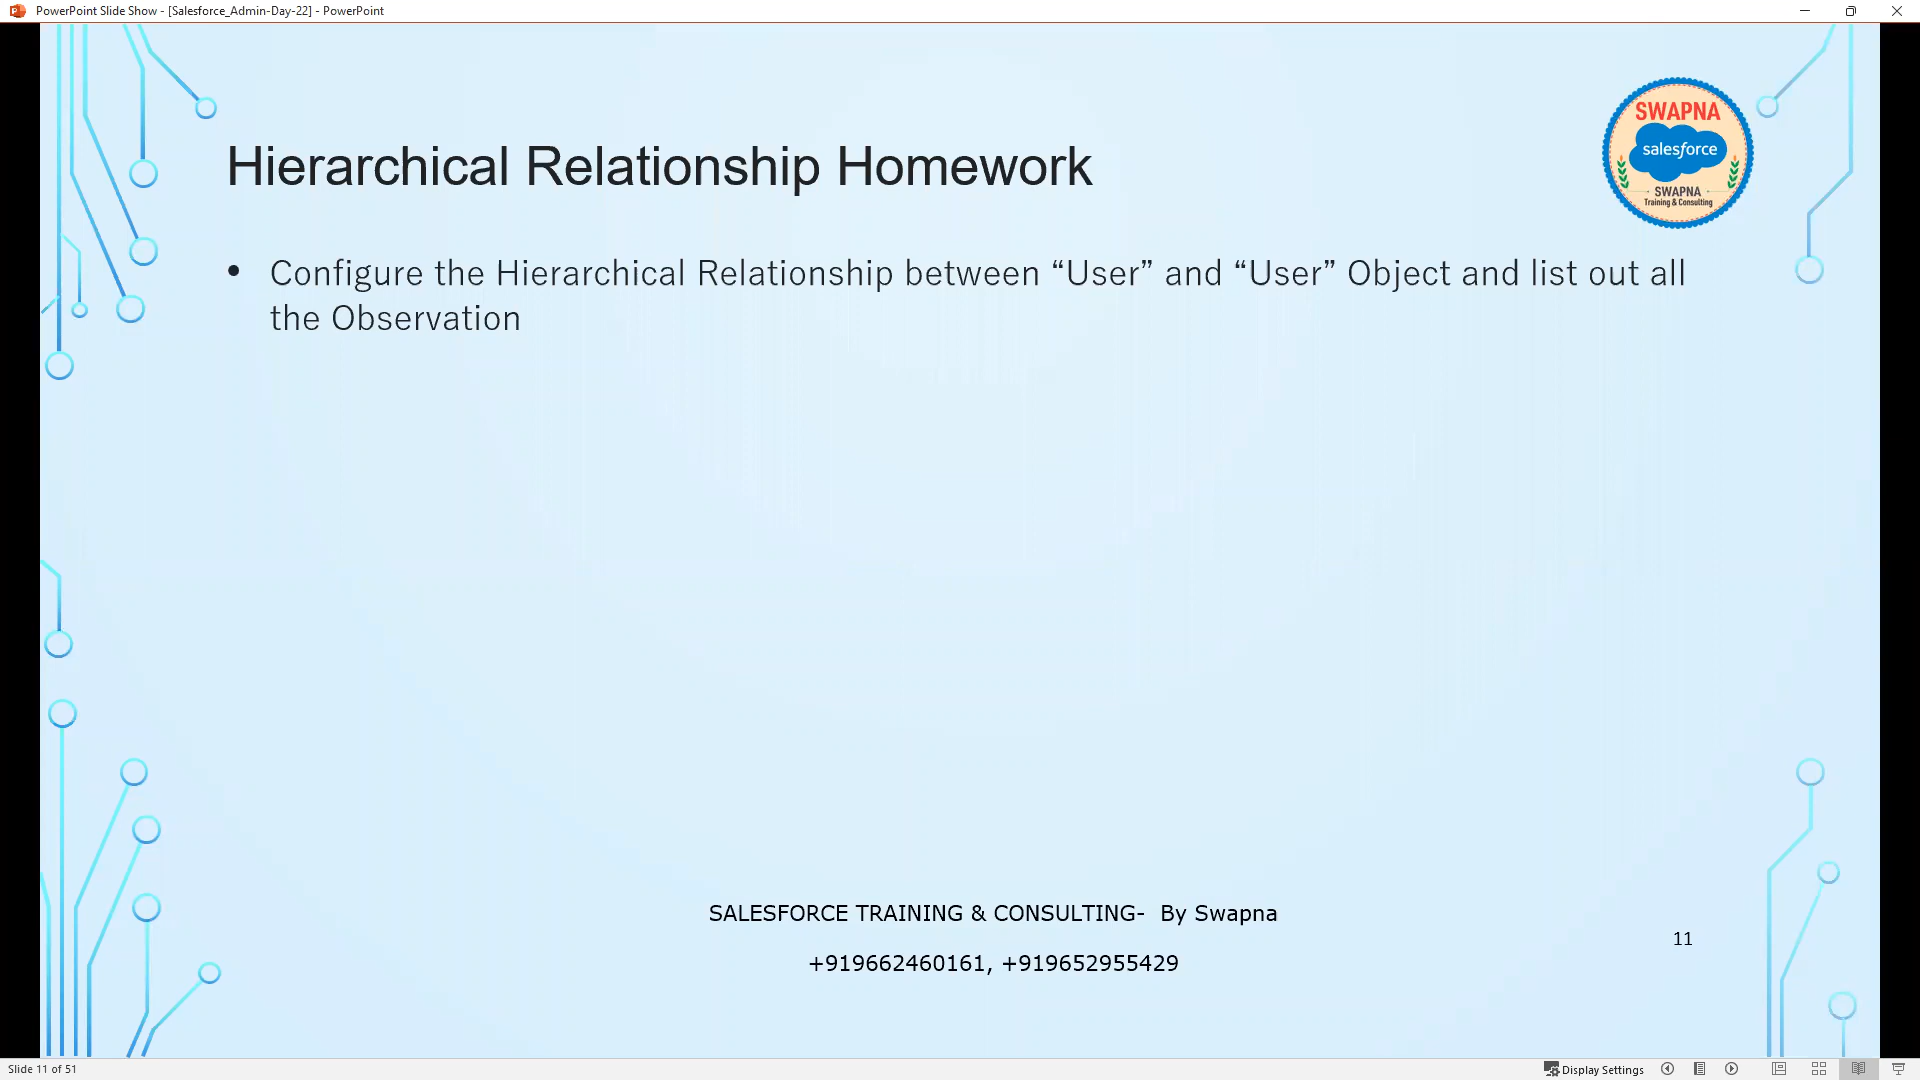 PowerPoint Slide Show - [Salesforce_Admin-Day-22] - PowerPoint
SWAPNA
salesforce
SWAPNA
Training & Consulting
Hierarchical Relationship Homework
• Configure the Hierarchical Relationship between “User” and “User” Object and list out all
the Observation
SALESFORCE TRAINING & CONSULTING-  By Swapna
+919662460161, +919652955429
11
Slide 11 of 51
Display Settings